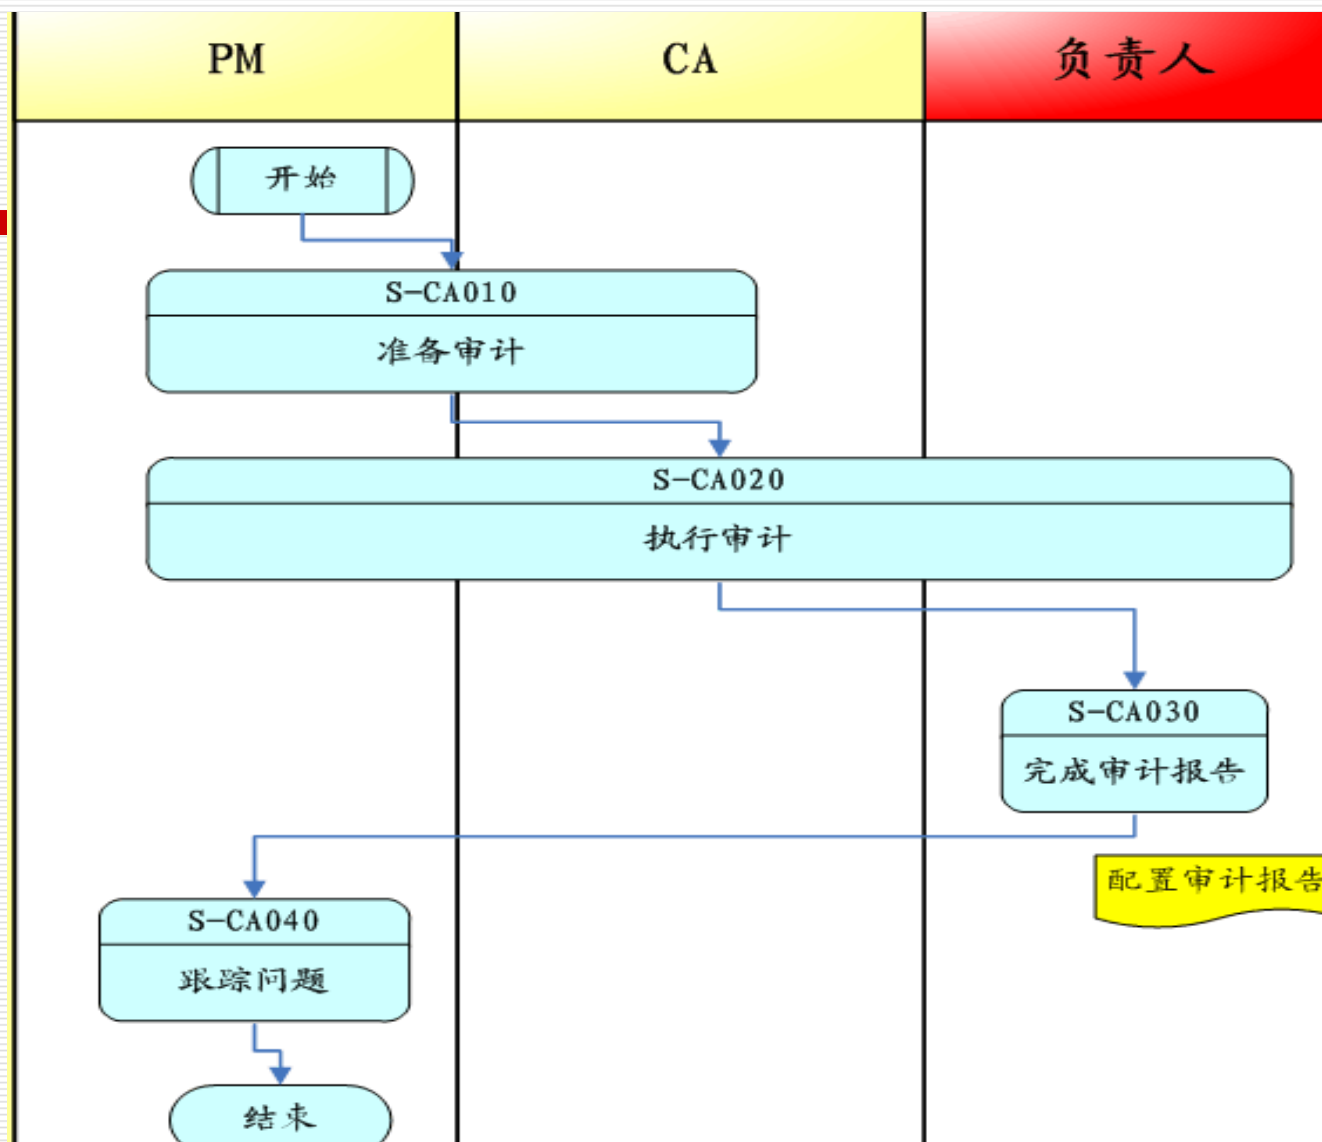 PM
CA
负责人
开始
S-CA010
准备审计
S-CA020
执行审计
S-CA030
完成审计报告
配置审计报告
S-CA040
跟踪问题
结束